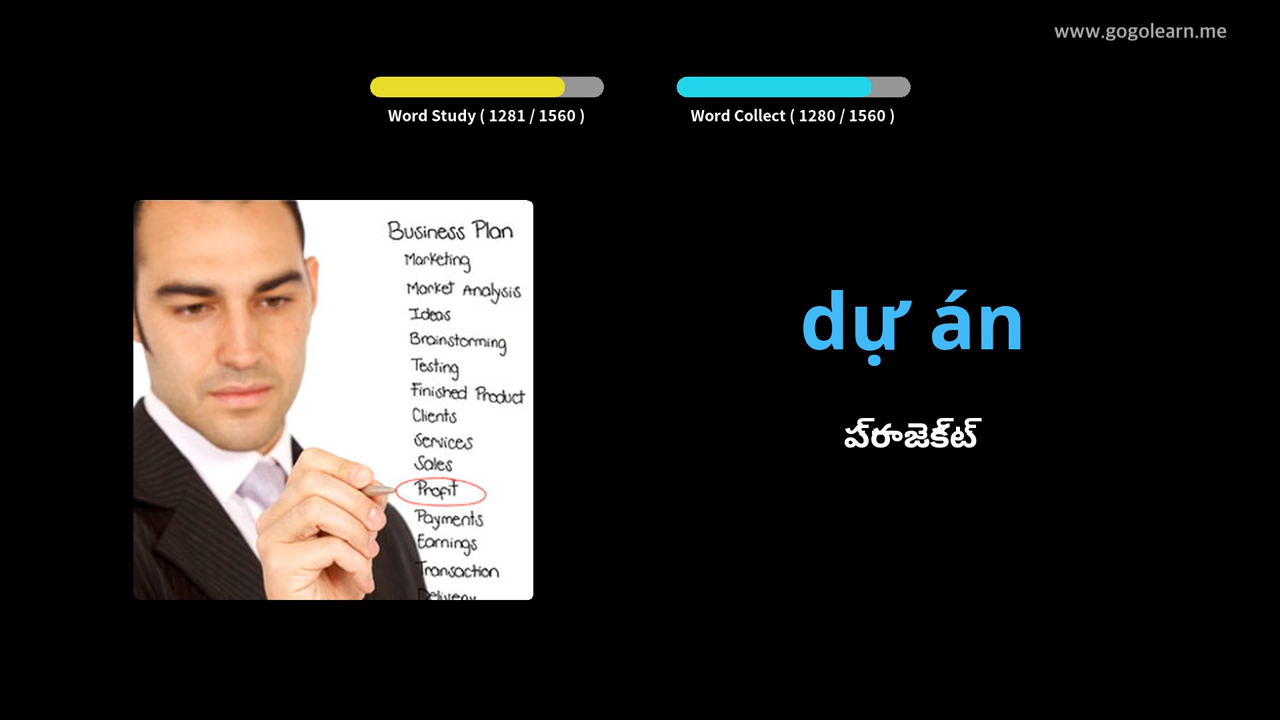 www.gogolearn.me
Word Study ( 1281 / 1560 )
Word Collect ( 1280 / 1560 )
Business Plan
Marketing
Market Analysis
Ideas
Brainstorming
Testing
Finished Product
Clients
Services
Sales
Profit
Payments
Earnings
Transaction
Delivery
dự án
ప్రాజెక్ట్